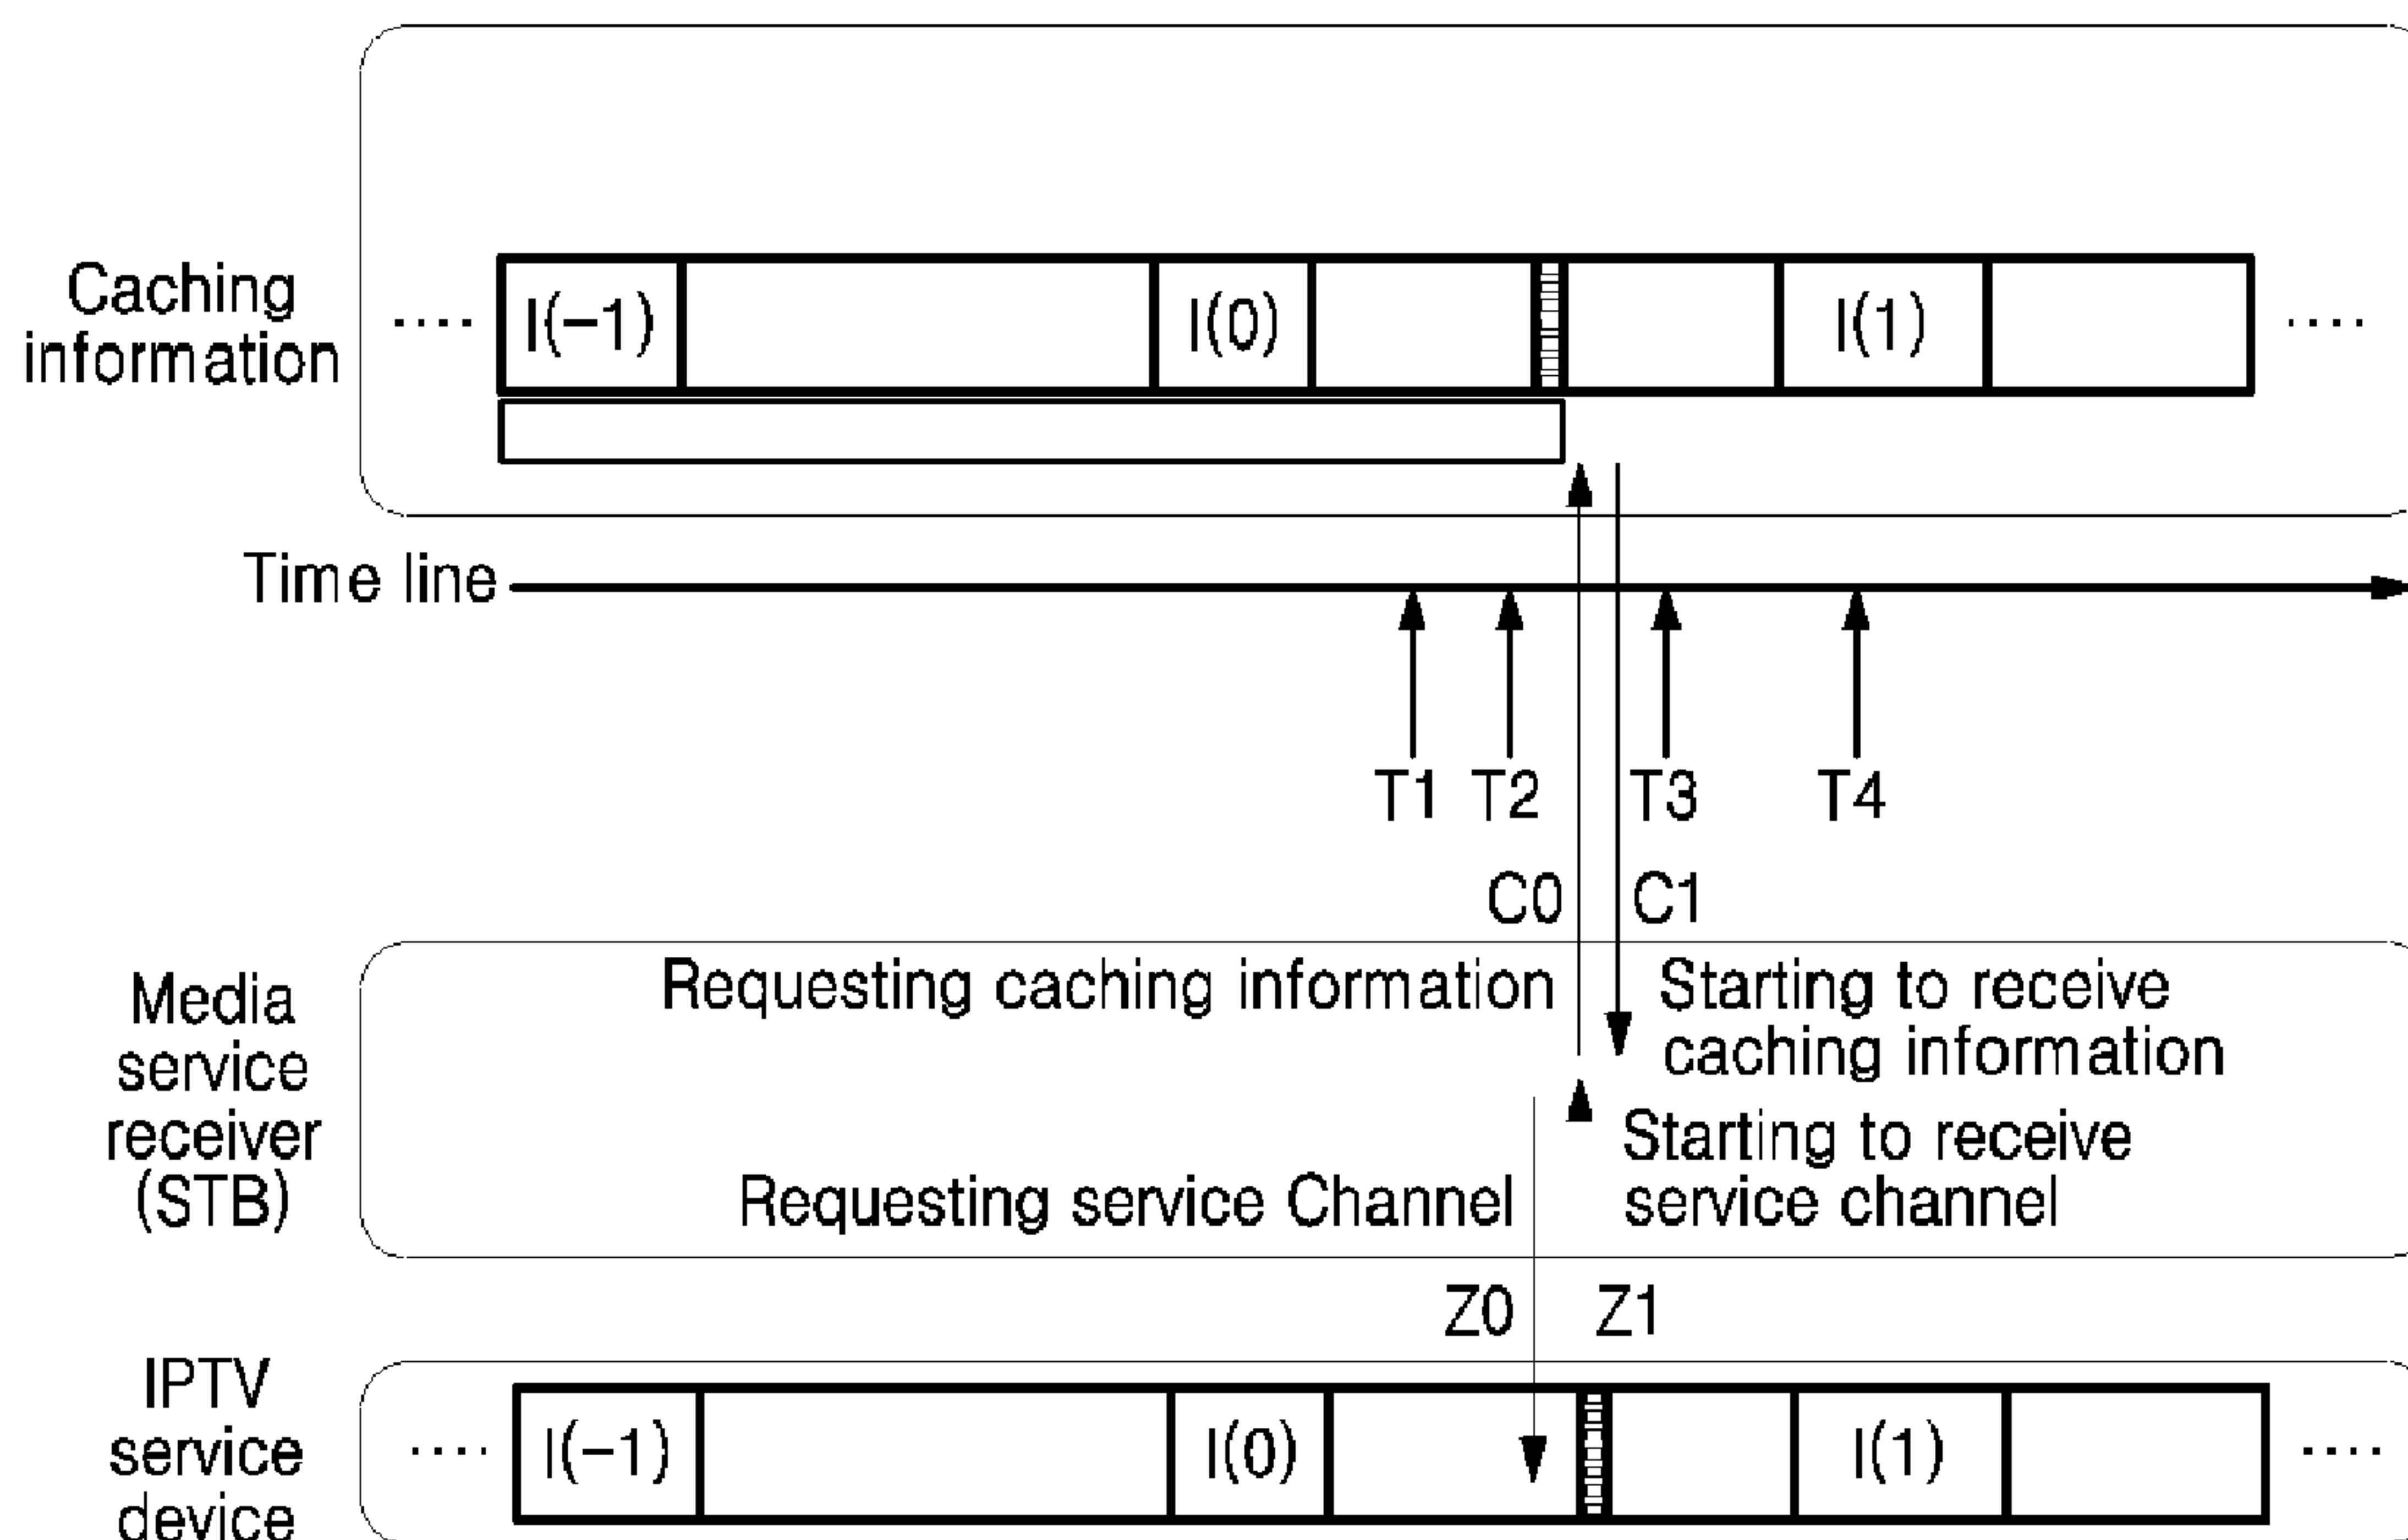 Caching
information
.... I(−1) I(0) I(1) ....
Time line
T1 T2 T3 T4
C0 C1
Media
service
receiver
(STB)
Requesting caching information
Starting to receive
caching information
Requesting service Channel
Starting to receive
service channel
Z0 Z1
IPTV
service
device
.... I(−1) I(0) I(1) ....